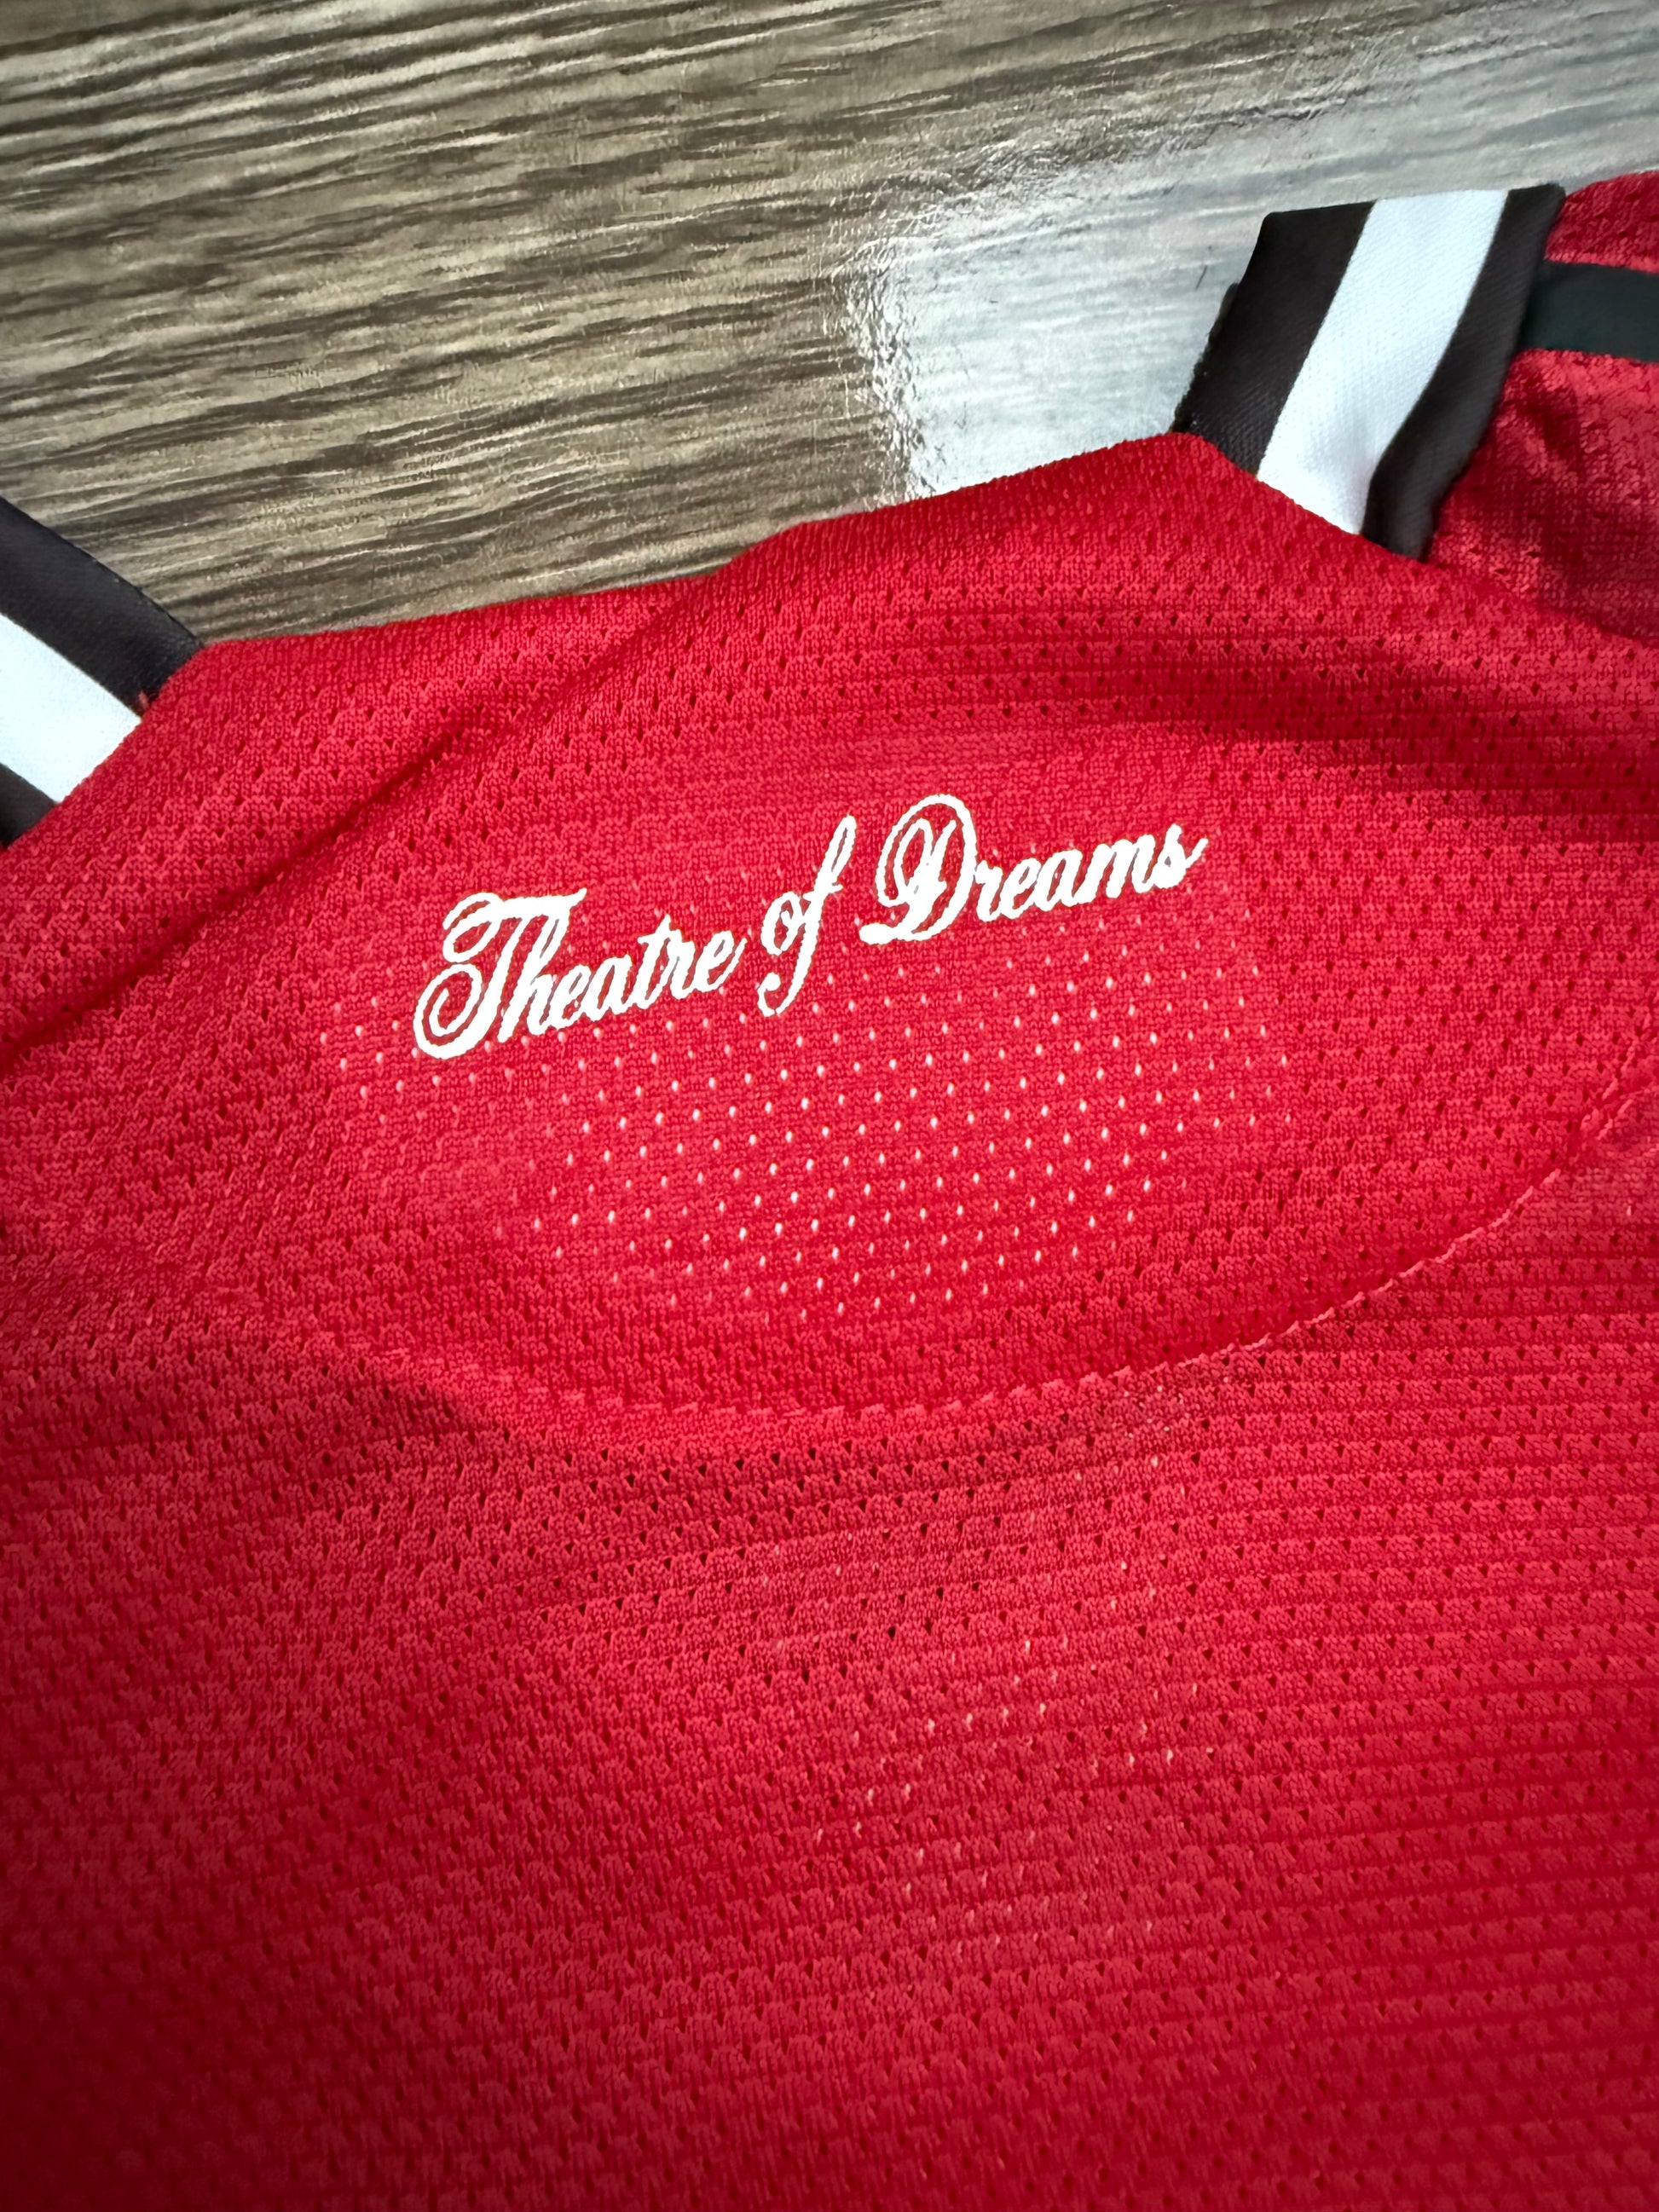 Theatre of Dreams